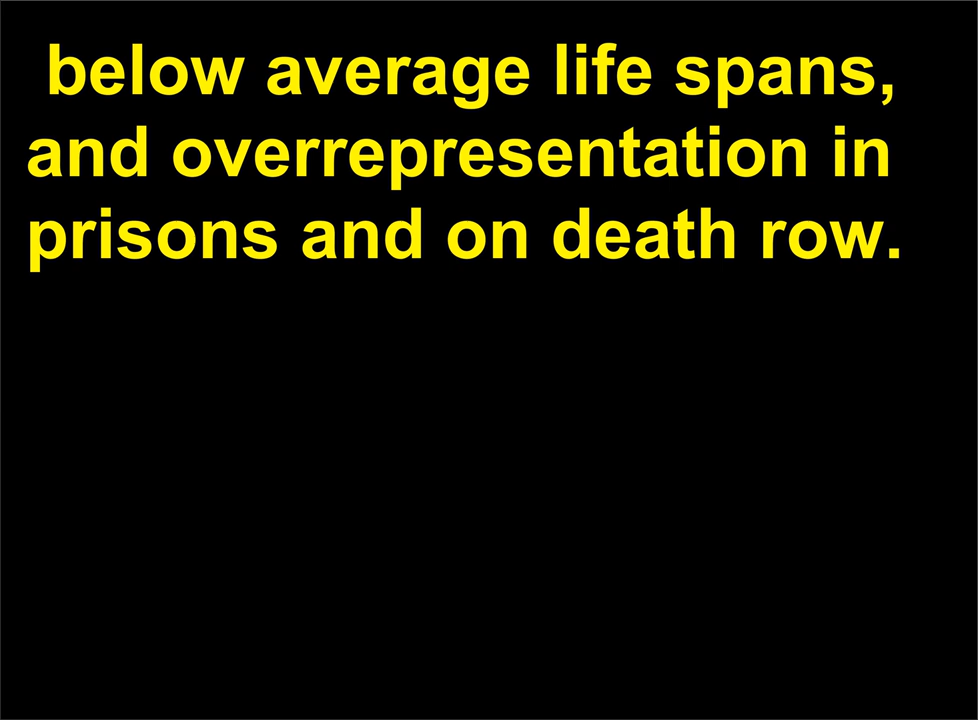 below average life spans,
and overrepresentation in
prisons and on death row.